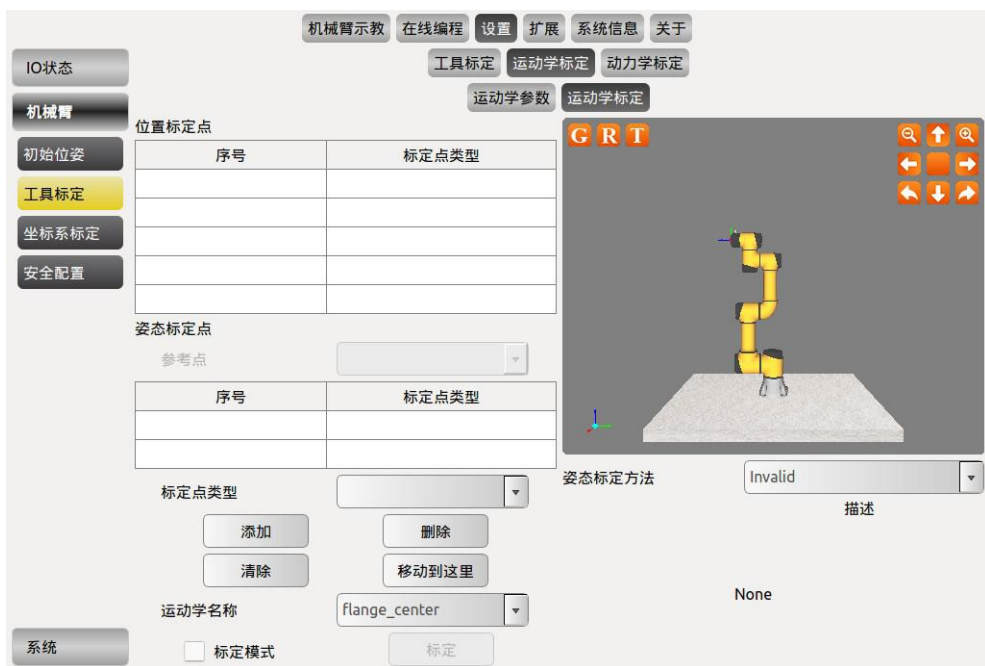 机械臂示教 在线编程 设置 扩展 系统信息 关于
工具标定 运动学标定 动力学标定
运动学参数 运动学标定
IO状态
机械臂
初始位姿
工具标定
坐标系标定
安全配置
系统
位置标定点
序号 标定点类型
姿态标定点
参考点
序号 标定点类型
标定点类型
添加 删除
清除 移动到这里
运动学名称 flange_center
标定模式 标定
G R T
姿态标定方法 Invalid
描述
None